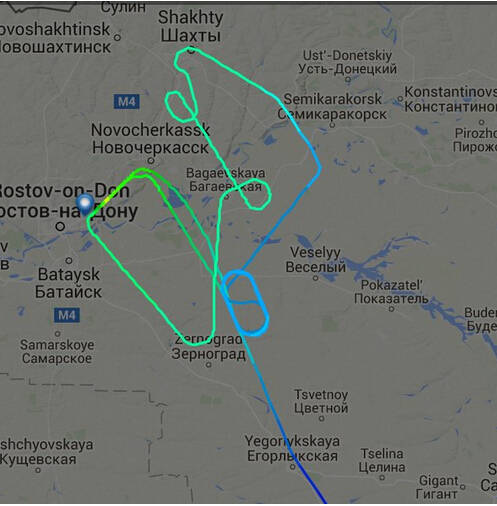 Сулин
ovoshakhtinsk
Новошахтинск
Shakhty
Шахты
Ust'-Donetskiy
Усть-Донецкий
M4
Semikarakorsk
Семикаракорск
Konstantinovs
Константинов
Novocherkassk
Новочеркасск
Pirozho
Пирожо
Bagaevskaya
Багаевская
Rostov-on-Don
остов-на-Дону
Veselyy
Веселый
Bataysk
Батайск
Pokazatel'
Показатель
M4
Buden
Буде
Samarskoye
Самарское
Zernograd
Зерноград
Tsvetnoy
Цветной
shchyovskaya
Кущевская
Yegorlykskaya
Егорлыкская
Tselina
Целина
Gigant
Гигант